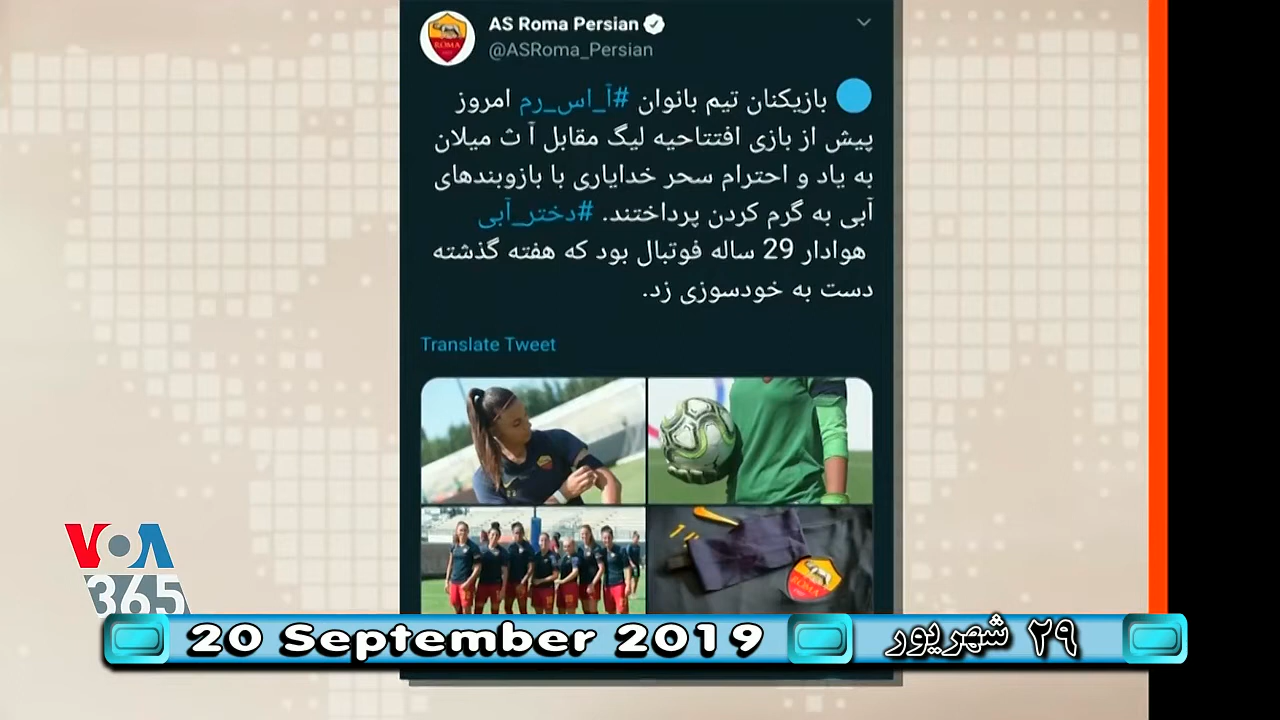 AS Roma Persian
@ASRoma_Persian
بازیکنان تیم بانوان #آ_اس_رم امروز
پیش از بازی افتتاحیه لیگ مقابل آ ث میلان
به یاد و احترام سحر خدایاری با بازوبندهای
آبی به گرم کردن پرداختند. #دختر_آبی
هوادار 29 ساله فوتبال بود که هفته گذشته
دست به خودسوزی زد.
Translate Tweet
ROMA
VOA
365
20 September 2019
۲۹ شهریور